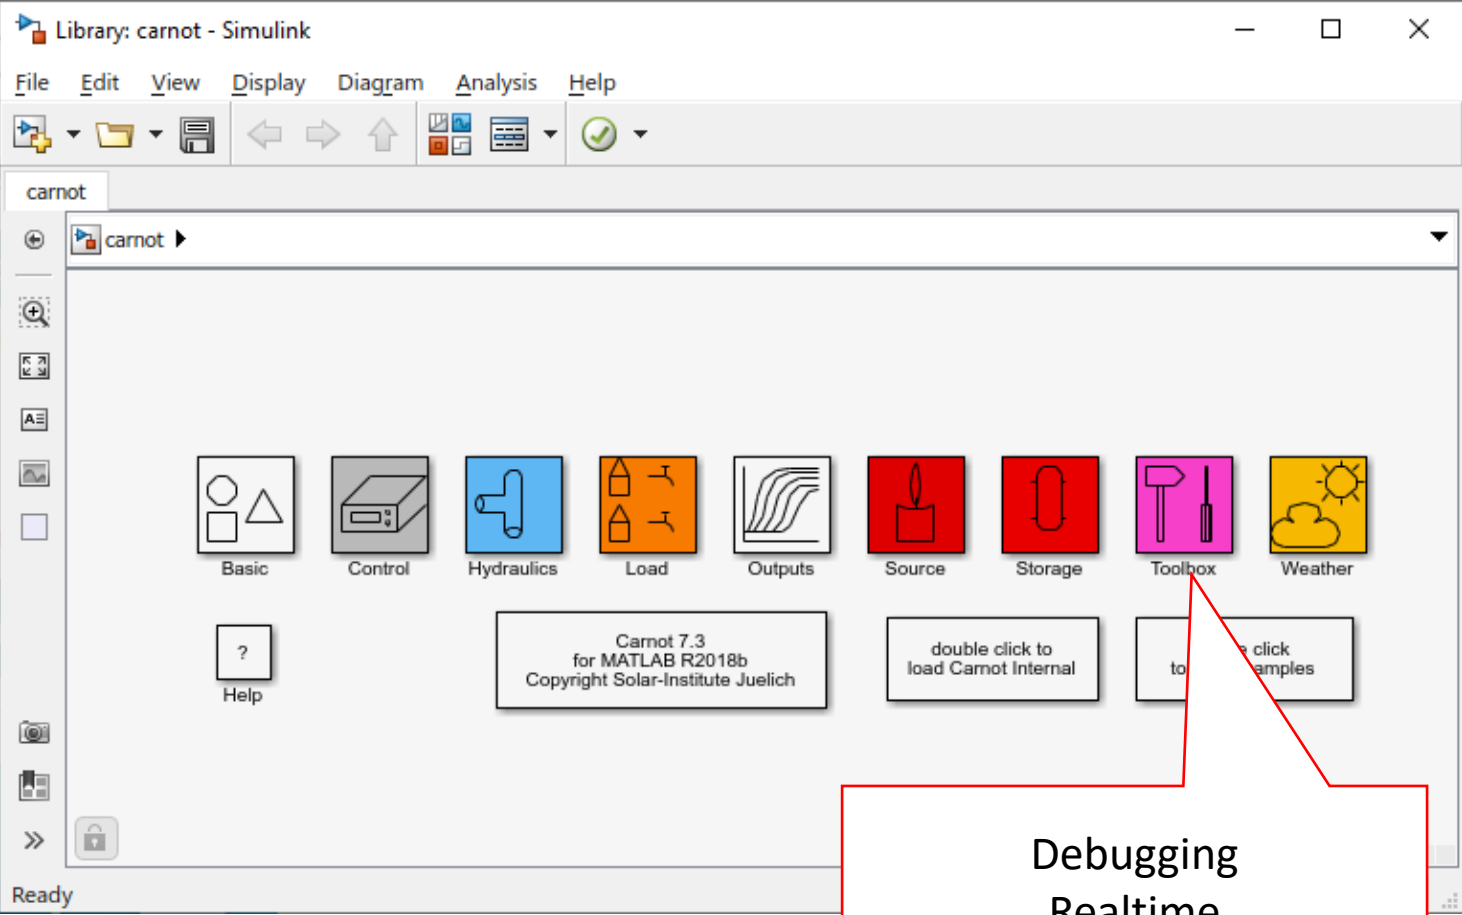 Library: carnot - Simulink
File Edit View Display Diagram Analysis Help
carnot
carnot
Basic Control Hydraulics Load Outputs Source Storage Toolbox Weather
?
Help
Carnot 7.3
for MATLAB R2018b
Copyright Solar-Institute Juelich
double click to
load Carnot Internal
click
to
Debugging
Realtime
Ready